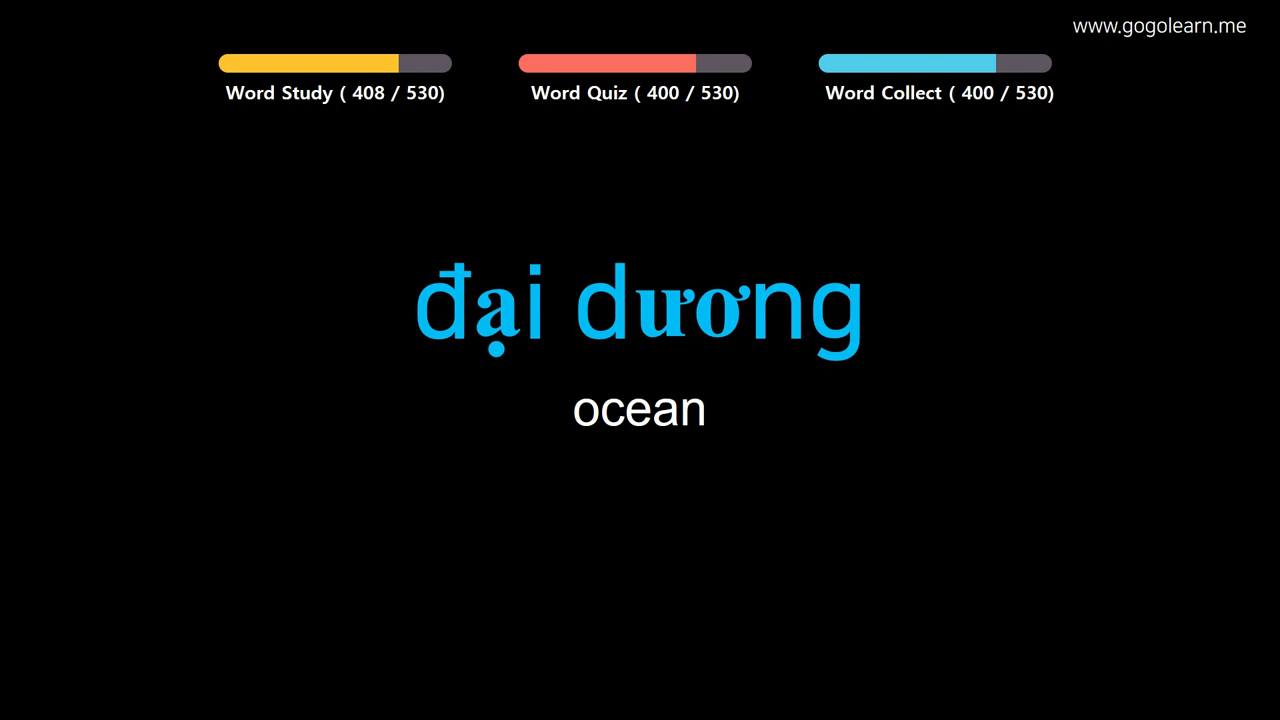 www.gogolearn.me
Word Study ( 408 / 530)
Word Quiz ( 400 / 530)
Word Collect ( 400 / 530)
đại dương
ocean